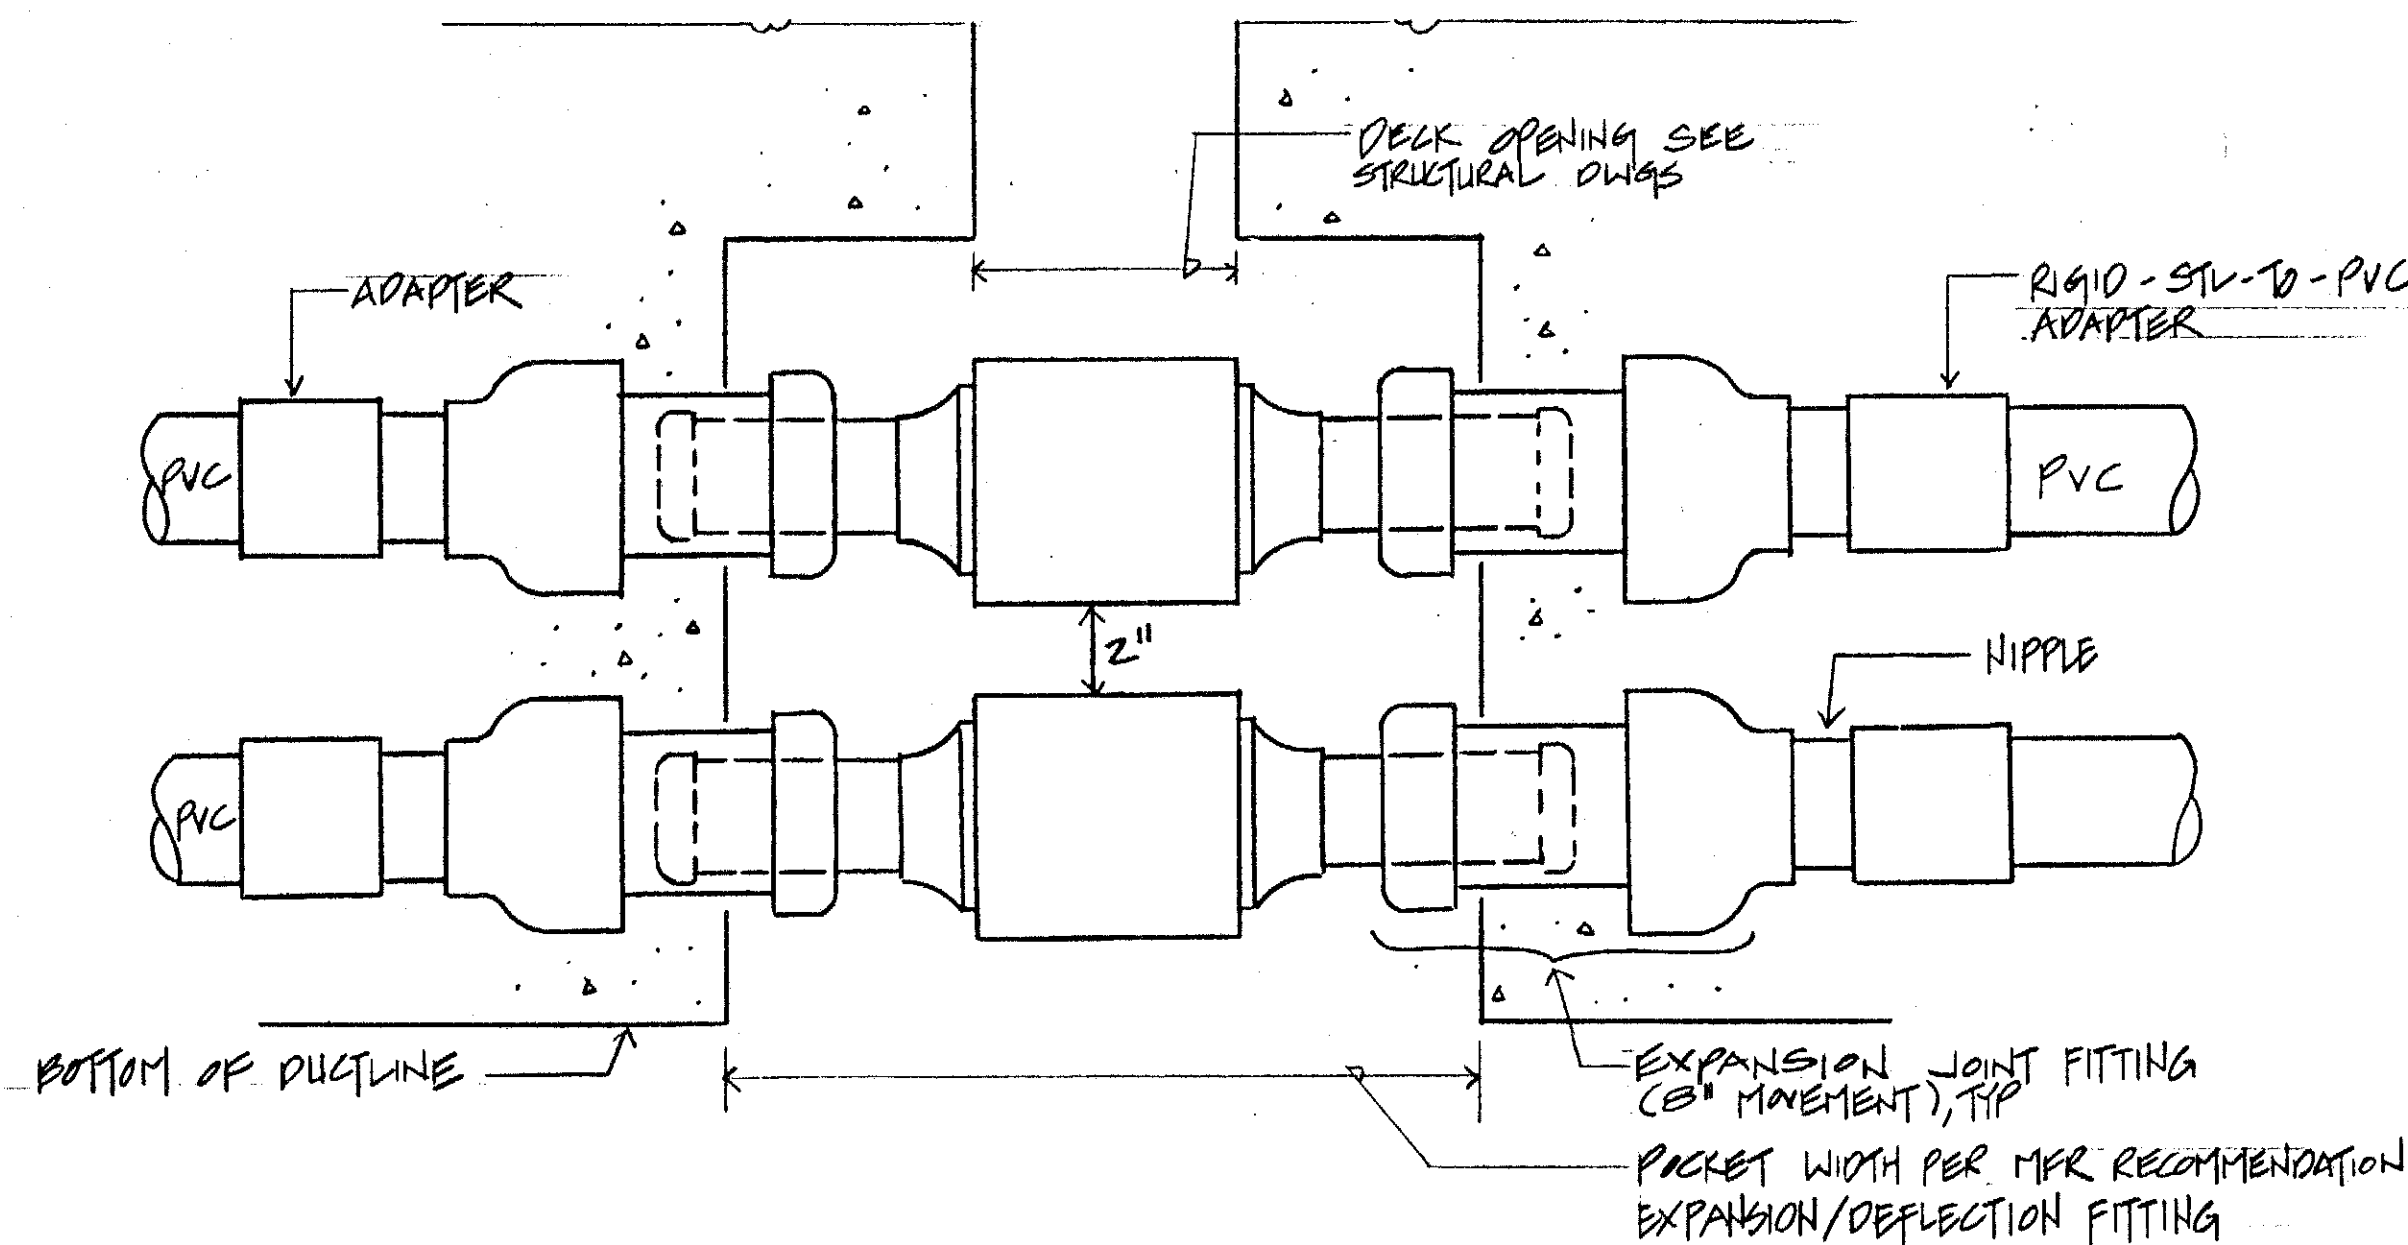 DECK OPENING SEE
STRUCTURAL DWGS
ADAPTER
RIGID-STL-TO-PVC
ADAPTER
PVC
PVC
2"
NIPPLE
PVC
BOTTOM OF DUCTLINE
EXPANSION JOINT FITTING
(8" MOVEMENT), TYP
POCKET WIDTH PER MFR RECOMMENDATION
EXPANSION/DEFLECTION FITTING